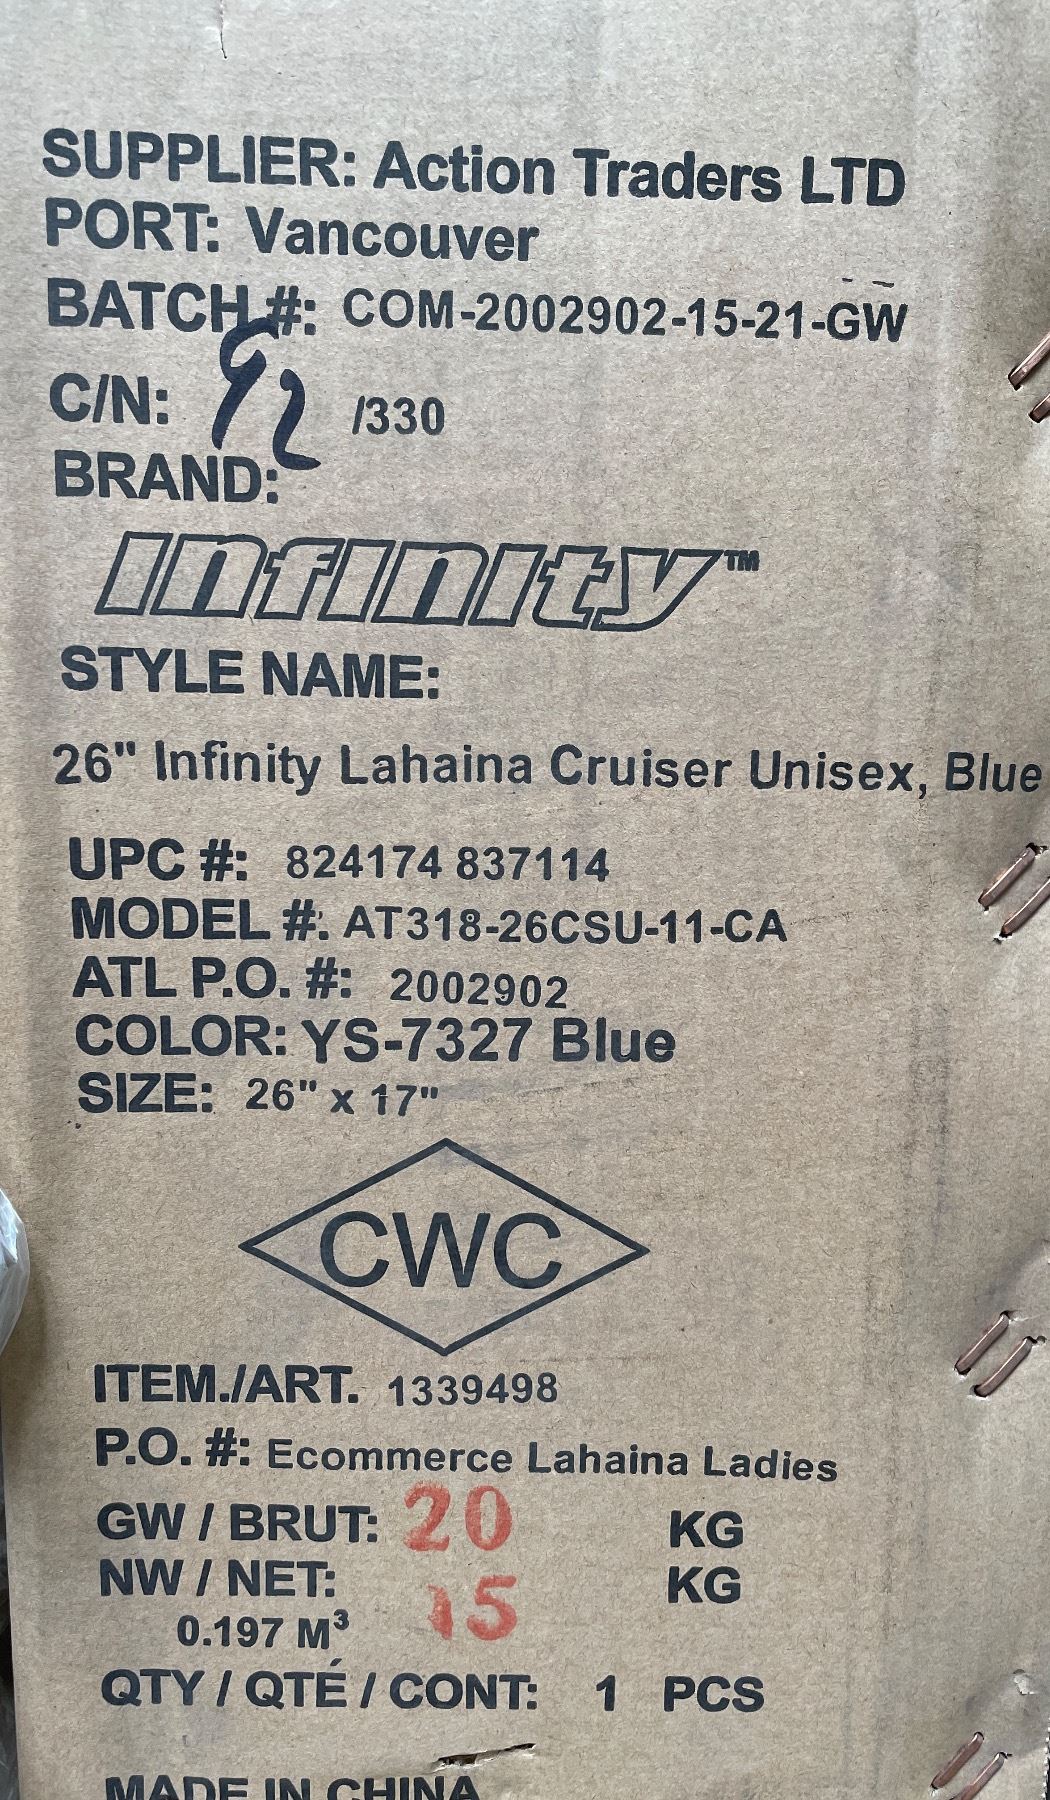 SUPPLIER: Action Traders LTD
PORT: Vancouver
BATCH #: COM-2002902-15-21-GW
C/N: 92 /330
BRAND:
Infinity™
STYLE NAME:
26" Infinity Lahaina Cruiser Unisex, Blue
UPC #: 824174 837114
MODEL #: AT318-26CSU-11-CA
ATL P.O. #: 2002902
COLOR: YS-7327 Blue
SIZE: 26" x 17"
CWC
ITEM./ART. 1339498
P.O. #: Ecommerce Lahaina Ladies
GW / BRUT: 20 KG
NW / NET: 15 KG
0.197 M³
QTY / QTÉ / CONT: 1 PCS
MADE IN CHINA